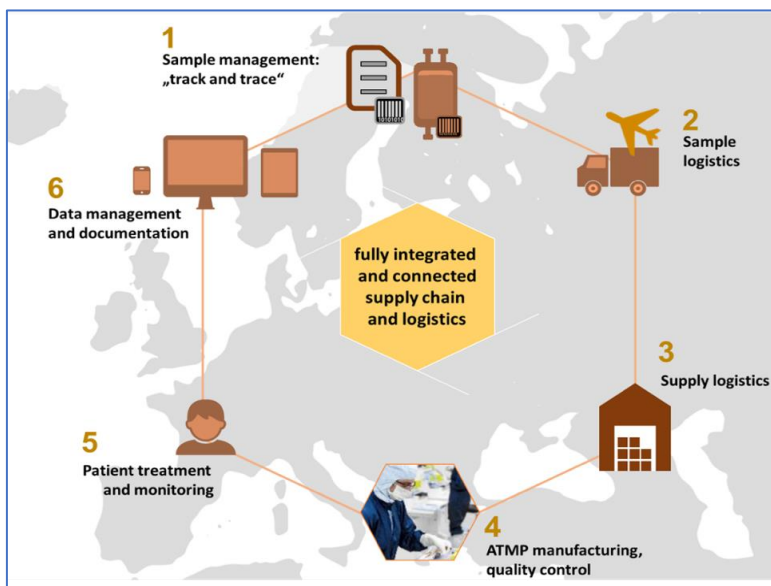 1
Sample management:
„track and trace“
2
Sample
logistics
6
Data management
and documentation
fully integrated
and connected
supply chain
and logistics
3
Supply logistics
5
Patient treatment
and monitoring
4
ATMP manufacturing,
quality control